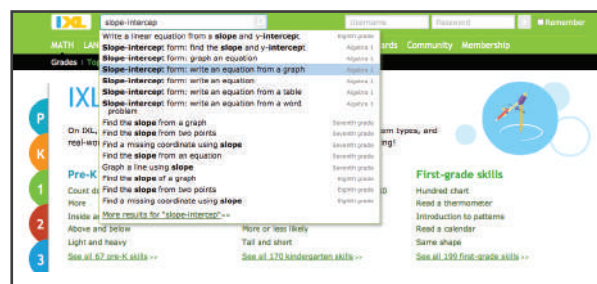 IXL
slope-intercep
Username
Password
Remember
MATH LAN
ards Community Membership
Grades Top
Write a linear equation from a slope and y-intercept Eighth grade
Slope-intercept form: find the slope and y-intercept Algebra 1
Slope-intercept form: graph an equation Algebra 1
Slope-intercept form: write an equation from a graph Algebra 1
Slope-intercept form: write an equation Algebra 1
Slope-intercept form: write an equation from a table Algebra 1
Slope-intercept form: write an equation from a word Algebra 1
problem
Find the slope from a graph Seventh grade
Find the slope from two points Seventh grade
Find a missing coordinate using slope Seventh grade
Find the slope from an equation Seventh grade
Graph a line using slope Seventh grade
Find the slope of a graph Eighth grade
Find the slope from two points Eighth grade
Find a missing coordinate using slope Eighth grade
More results for "slope-intercep" >>
IXL
On IXL,
em types, and
real-wor
ing!
P
K
1
2
3
Pre-K
Count do
More
Inside an
Above and below
Light and heavy
See all 67 pre-K skills >>
More or less likely
Tall and short
See all 170 kindergarten skills >>
First-grade skills
Hundred chart
Read a thermometer
Introduction to patterns
Read a calendar
Same shape
See all 199 first-grade skills >>